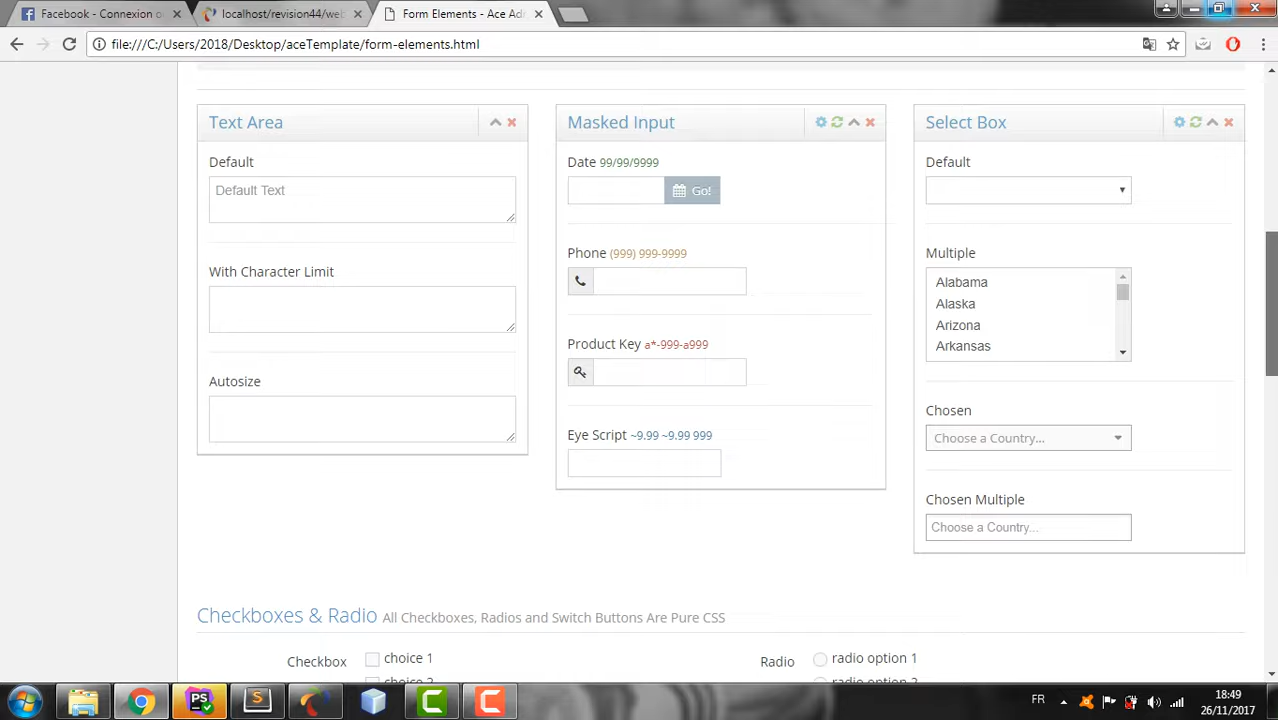 Facebook - Connexion o
localhost/revision44/web
Form Elements - Ace Ad
file:///C:/Users/2018/Desktop/aceTemplate/form-elements.html
Text Area
Default
Default Text
With Character Limit
Autosize
Masked Input
Date 99/99/9999
Go!
Phone (999) 999-9999
Product Key a*-999-a999
Eye Script ~9.99 ~9.99 999
Select Box
Default
Multiple
Alabama
Alaska
Arizona
Arkansas
Chosen
Choose a Country...
Chosen Multiple
Choose a Country...
Checkboxes & Radio All Checkboxes, Radios and Switch Buttons Are Pure CSS
Checkbox
choice 1
Radio
radio option 1
PS
FR
18:49
26/11/2017